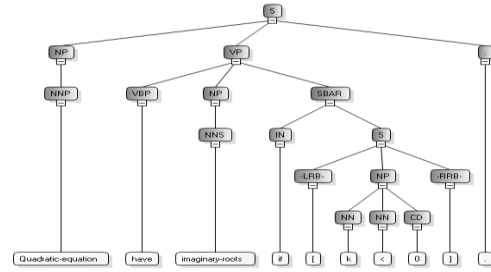 S
NP VP .
NNP VBP NP SBAR
NNS IN S
-LRB- NP -RRB-
NN NN CD
Quadratic-equation have imaginary-roots if [ k < 0 ] .